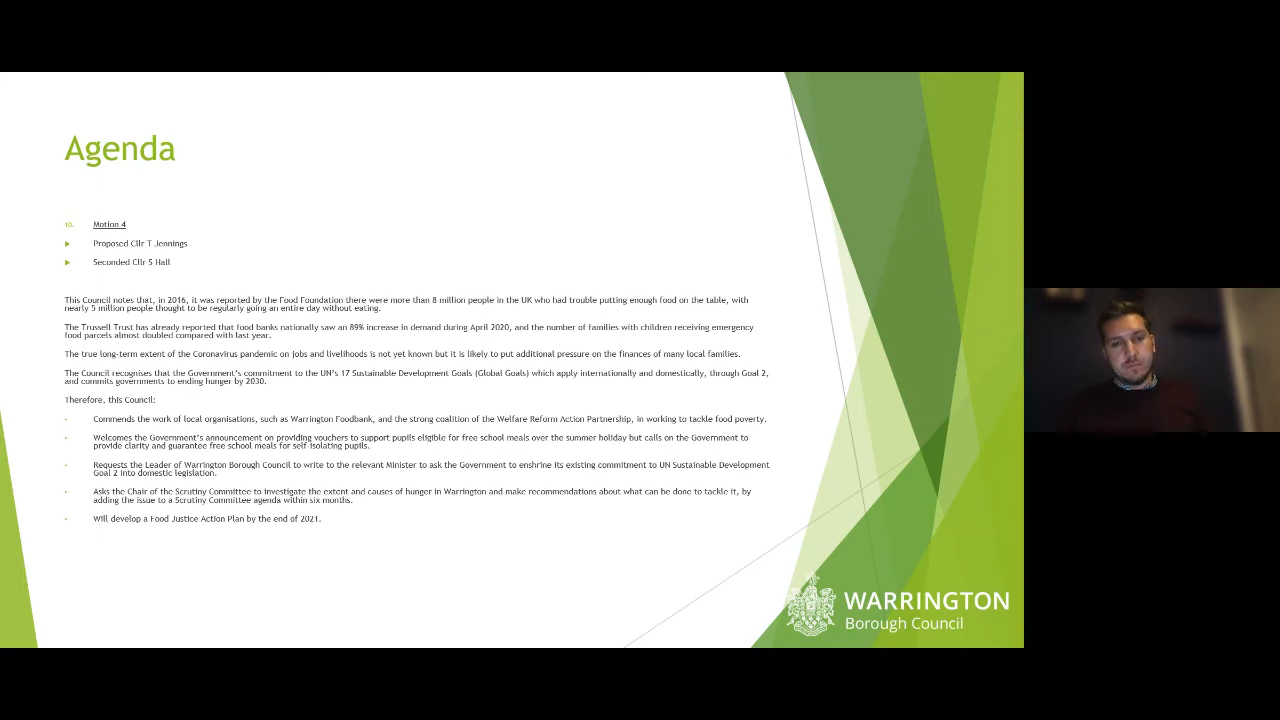 Agenda
10. Motion 4
Proposed Cllr T Jennings
Seconded Cllr S Hall
This Council notes that, in 2016, it was reported by the Food Foundation there were more than 8 million people in the UK who had trouble putting enough food on the table, with
nearly 5 million people thought to be regularly going an entire day without eating.
The Trussell Trust has already reported that food banks nationally saw an 89% increase in demand during April 2020, and the number of families with children receiving emergency
food parcels almost doubled compared with last year.
The true long-term extent of the Coronavirus pandemic on jobs and livelihoods is not yet known but it is likely to put additional pressure on the finances of many local families.
The Council recognises that the Government's commitment to the UN's 17 Sustainable Development Goals (Global Goals) which apply internationally and domestically, through Goal 2,
and commits governments to ending hunger by 2030.
Therefore, this Council:
- Commends the work of local organisations, such as Warrington Foodbank, and the strong coalition of the Welfare Reform Action Partnership, in working to tackle food poverty.
- Welcomes the Government's announcement on providing vouchers to support pupils eligible for free school meals over the summer holiday but calls on the Government to
provide clarity and guarantee free school meals for self-isolating pupils.
- Requests the Leader of Warrington Borough Council to write to the relevant Minister to ask the Government to enshrine its existing commitment to UN Sustainable Development
Goal 2 into domestic legislation.
- Asks the Chair of the Scrutiny Committee to investigate the extent and causes of hunger in Warrington and make recommendations about what can be done to tackle it, by
adding the issue to a Scrutiny Committee agenda within six months.
- Will develop a Food Justice Action Plan by the end of 2021.
WARRINGTON
Borough Council